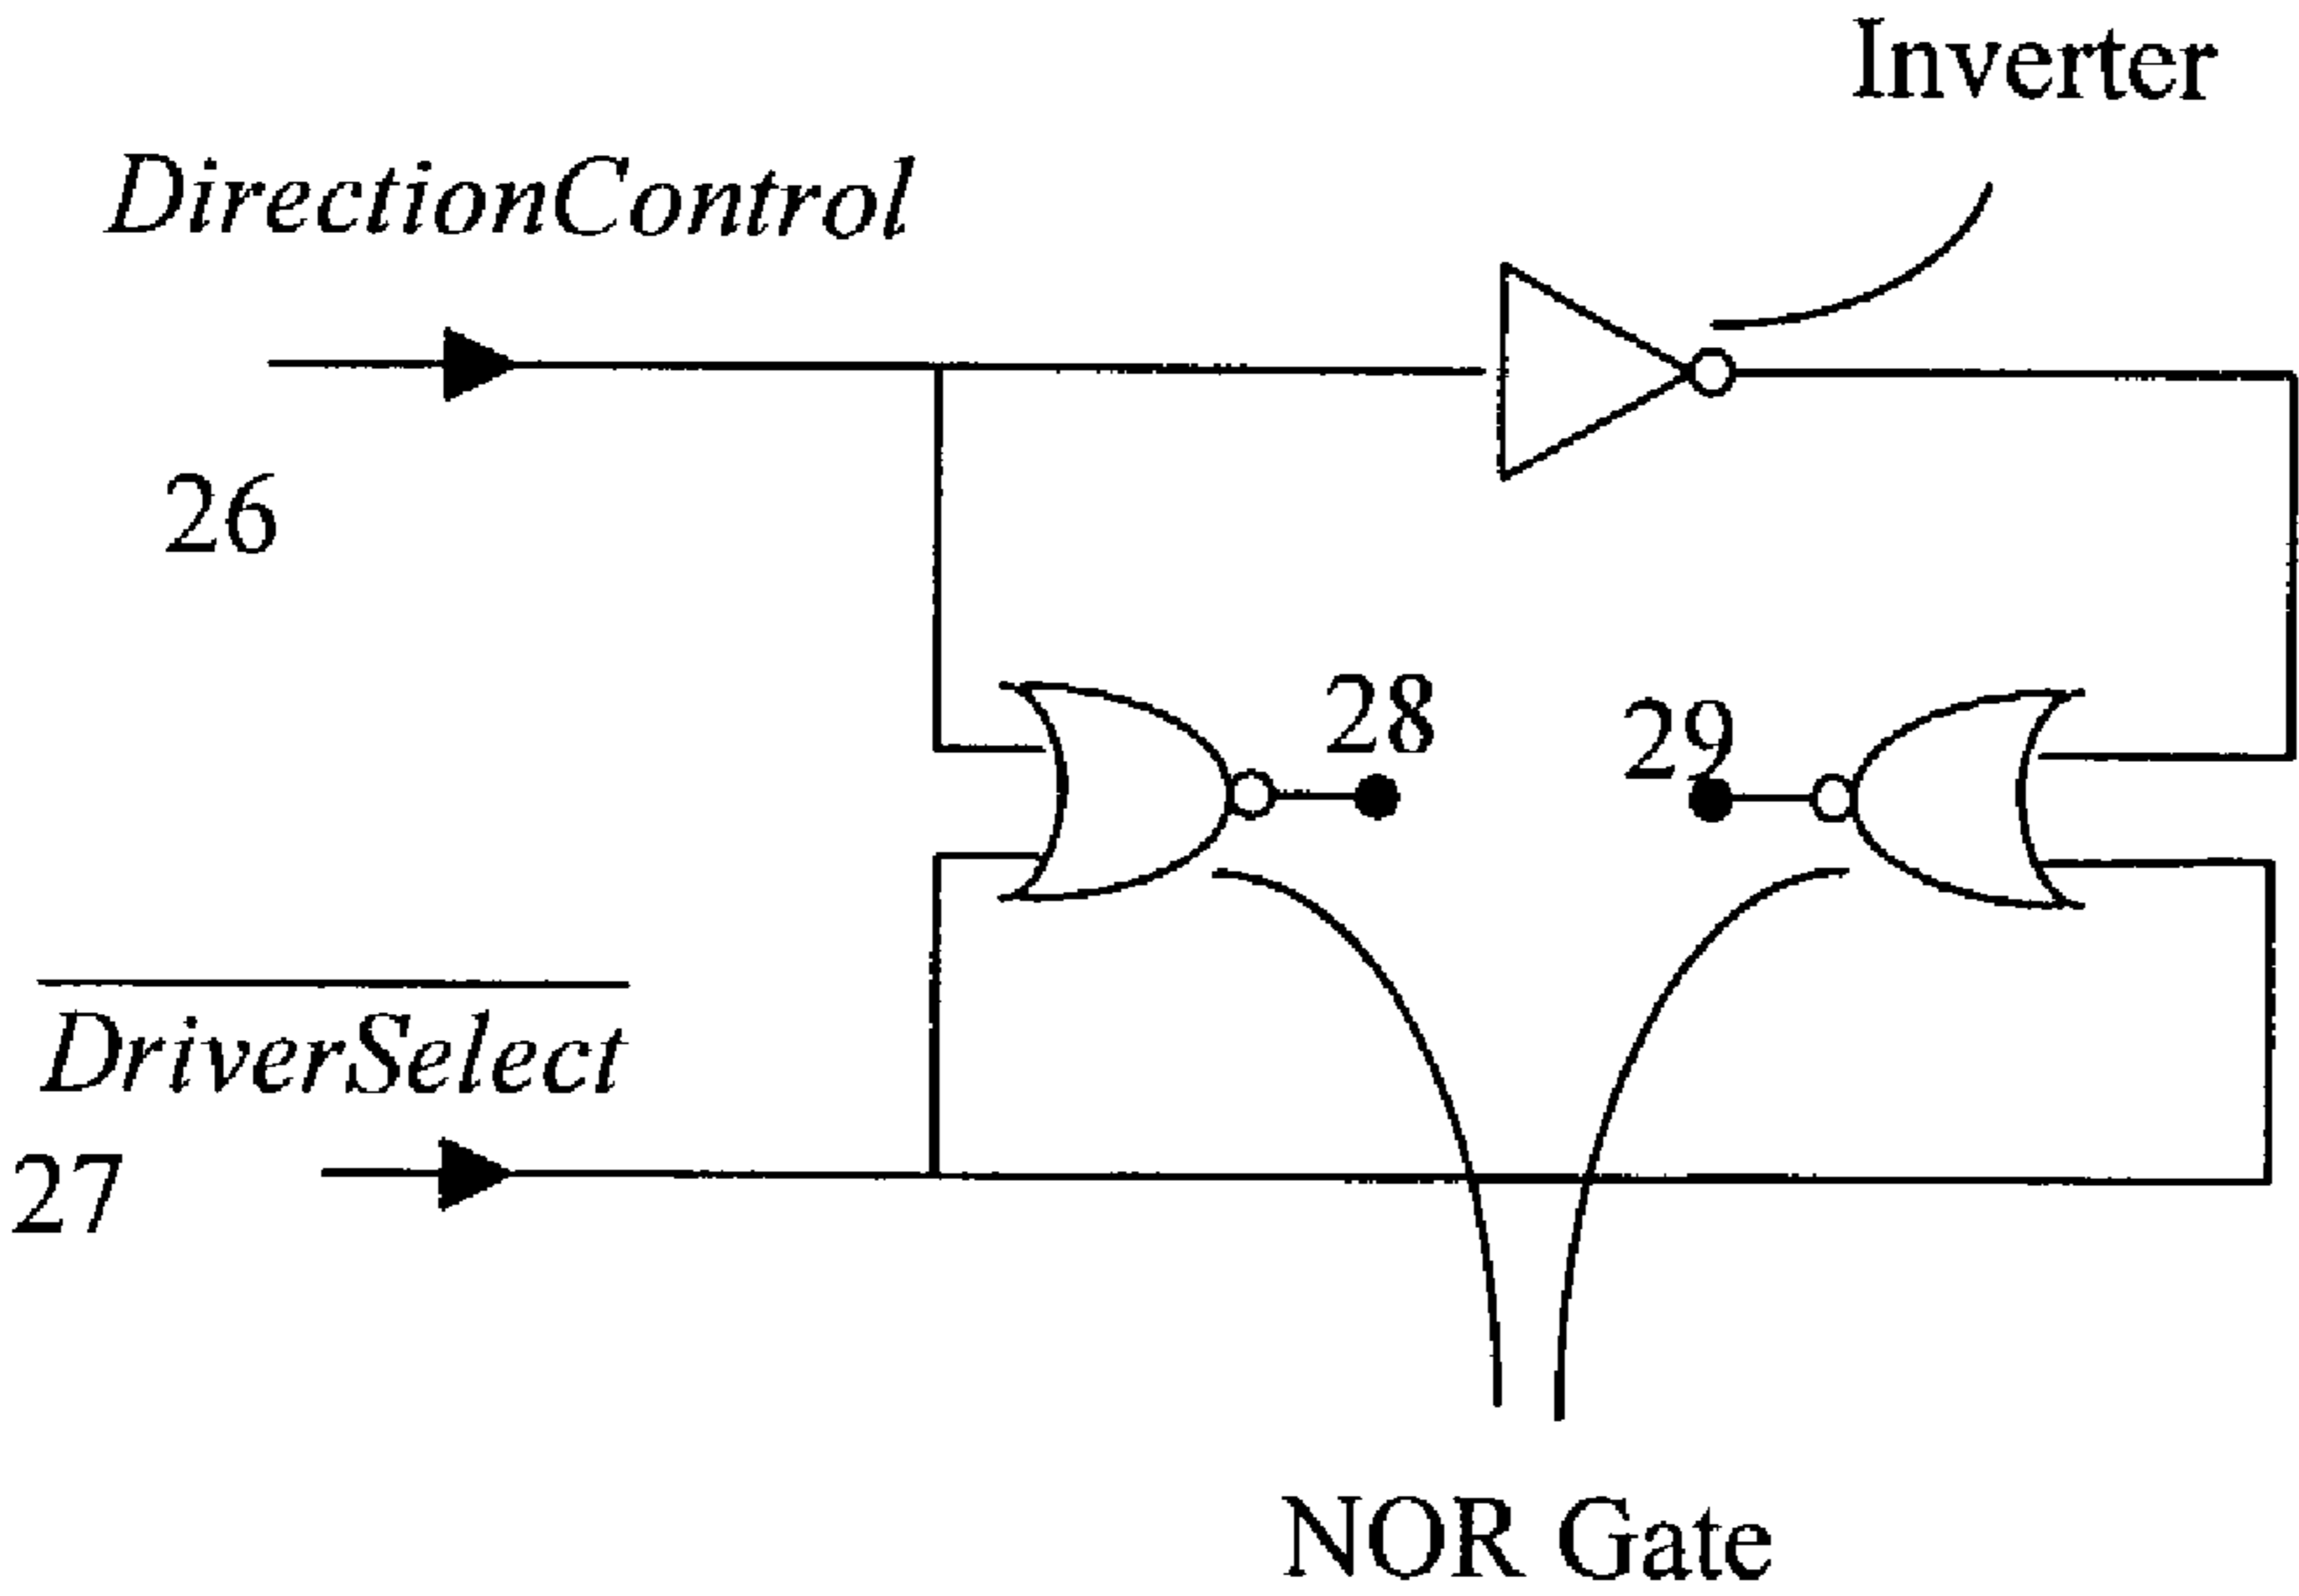 Inverter
DirectionControl
26
28
29
DriverSelect
27
NOR Gate